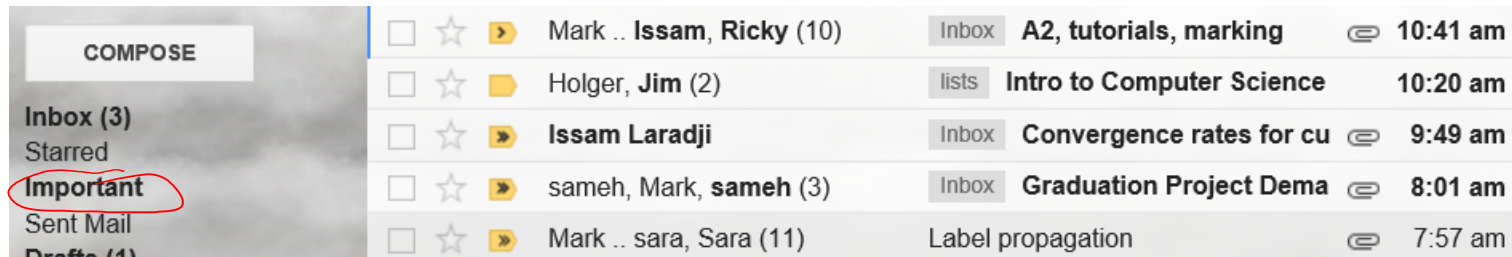 COMPOSE
Inbox (3)
Starred
Important
Sent Mail
Drafts (1)
Mark .. Issam, Ricky (10) Inbox A2, tutorials, marking 10:41 am
Holger, Jim (2) lists Intro to Computer Science 10:20 am
Issam Laradji Inbox Convergence rates for cu 9:49 am
sameh, Mark, sameh (3) Inbox Graduation Project Dema 8:01 am
Mark .. sara, Sara (11) Label propagation 7:57 am